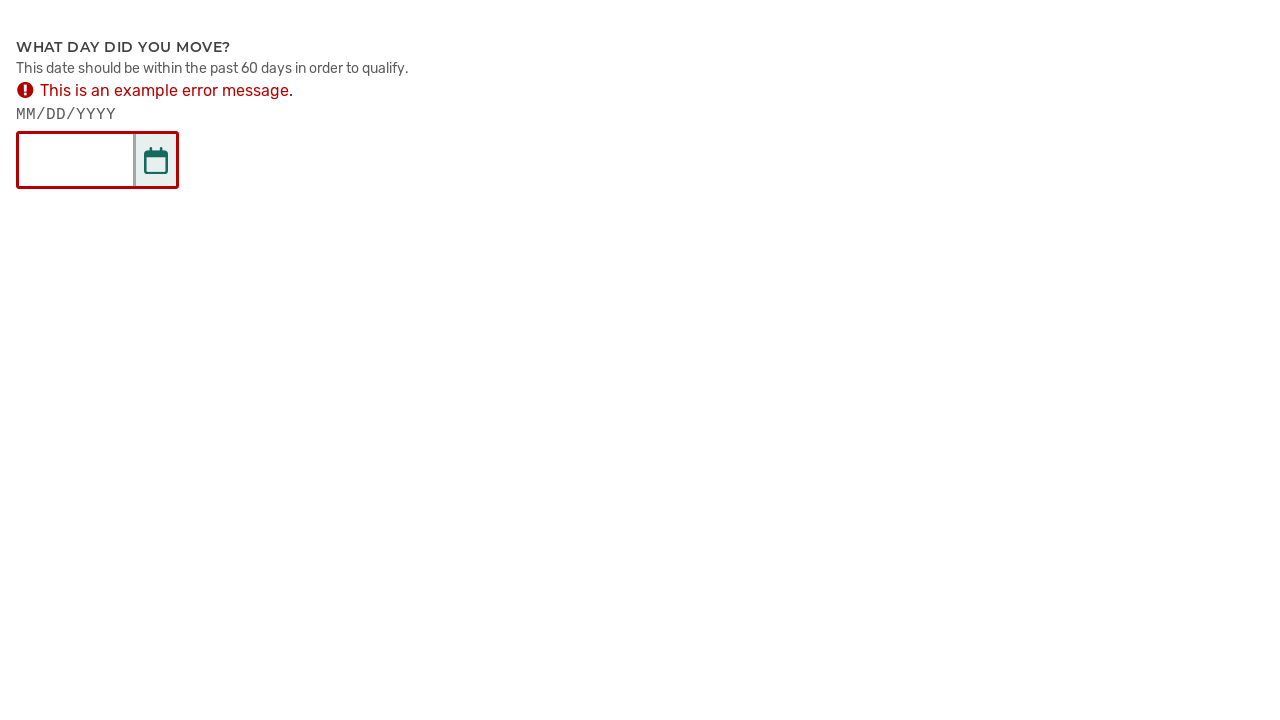 WHAT DAY DID YOU MOVE?
This date should be within the past 60 days in order to qualify.
This is an example error message.
MM/DD/YYYY